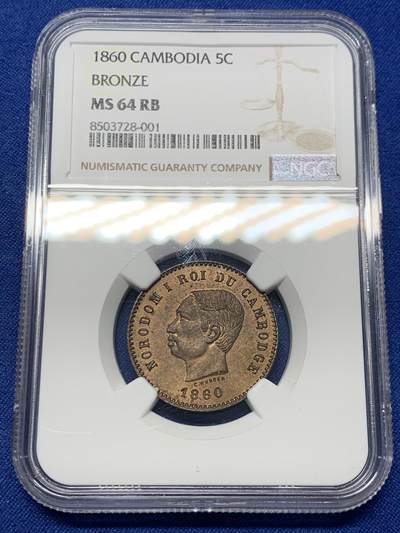 1860 CAMBODIA 5C
BRONZE
MS 64 RB
8503728-001
NUMISMATIC GUARANTY COMPANY
NGC
NORODOM I ROI DU CAMBODGE
1860